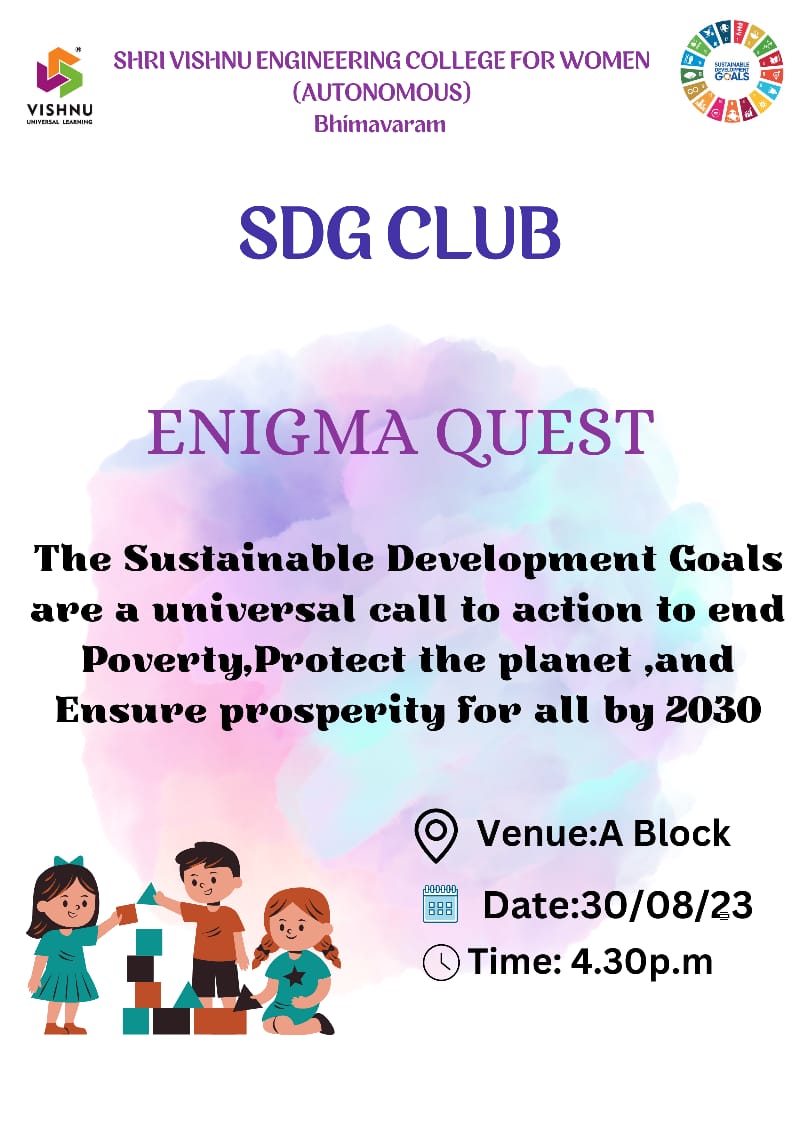 SHRI VISHNU ENGINEERING COLLEGE FOR WOMEN
(AUTONOMOUS)
Bhimavaram
VISHNU
UNIVERSAL LEARNING
SUSTAINABLE
DEVELOPMENT
GOALS
SDG CLUB
ENIGMA QUEST
The Sustainable Development Goals
are a universal call to action to end
Poverty,Protect the planet ,and
Ensure prosperity for all by 2030
Venue:A Block
Date:30/08/23
Time: 4.30p.m